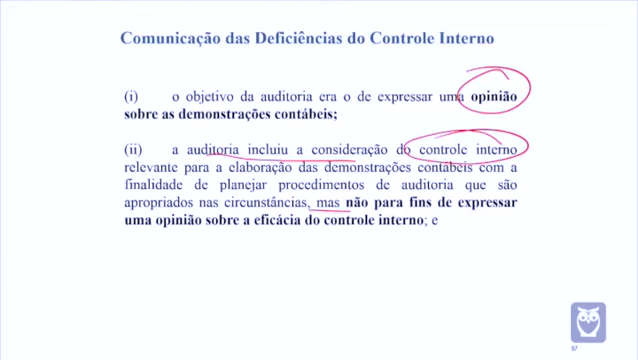 Comunicação das Deficiências do Controle Interno
(i) o objetivo da auditoria era o de expressar uma opinião
sobre as demonstrações contábeis;
(ii) a auditoria incluiu a consideração do controle interno
relevante para a elaboração das demonstrações contábeis com a
finalidade de planejar procedimentos de auditoria que são
apropriados nas circunstâncias, mas não para fins de expressar
uma opinião sobre a eficácia do controle interno; e
97